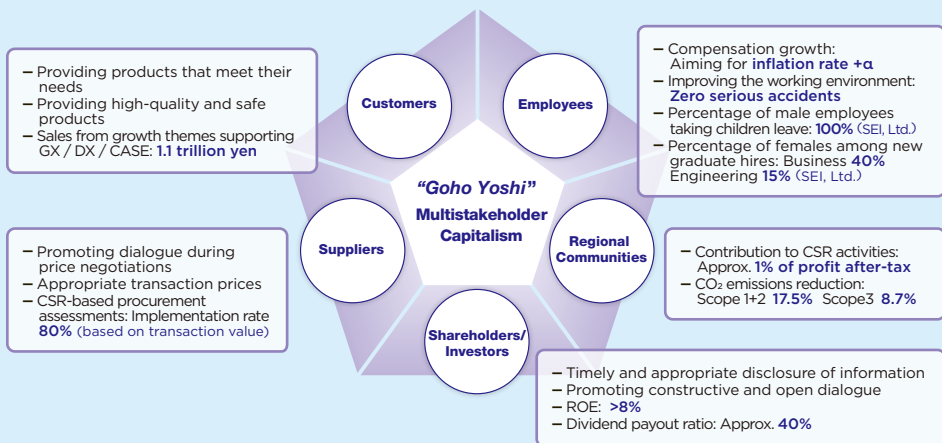 – Providing products that meet their
needs
– Providing high-quality and safe
products
– Sales from growth themes supporting
GX / DX / CASE: 1.1 trillion yen
Customers
Employees
– Compensation growth:
Aiming for inflation rate +α
– Improving the working environment:
Zero serious accidents
– Percentage of male employees
taking children leave: 100% (SEI, Ltd.)
– Percentage of females among new
graduate hires: Business 40%
Engineering 15% (SEI, Ltd.)
"Goho Yoshi"
Multistakeholder
Capitalism
Suppliers
Regional
Communities
– Promoting dialogue during
price negotiations
– Appropriate transaction prices
– CSR-based procurement
assessments: Implementation rate
80% (based on transaction value)
– Contribution to CSR activities:
Approx. 1% of profit after-tax
– CO₂ emissions reduction:
Scope 1+2 17.5% Scope3 8.7%
Shareholders/
Investors
– Timely and appropriate disclosure of information
– Promoting constructive and open dialogue
– ROE: >8%
– Dividend payout ratio: Approx. 40%